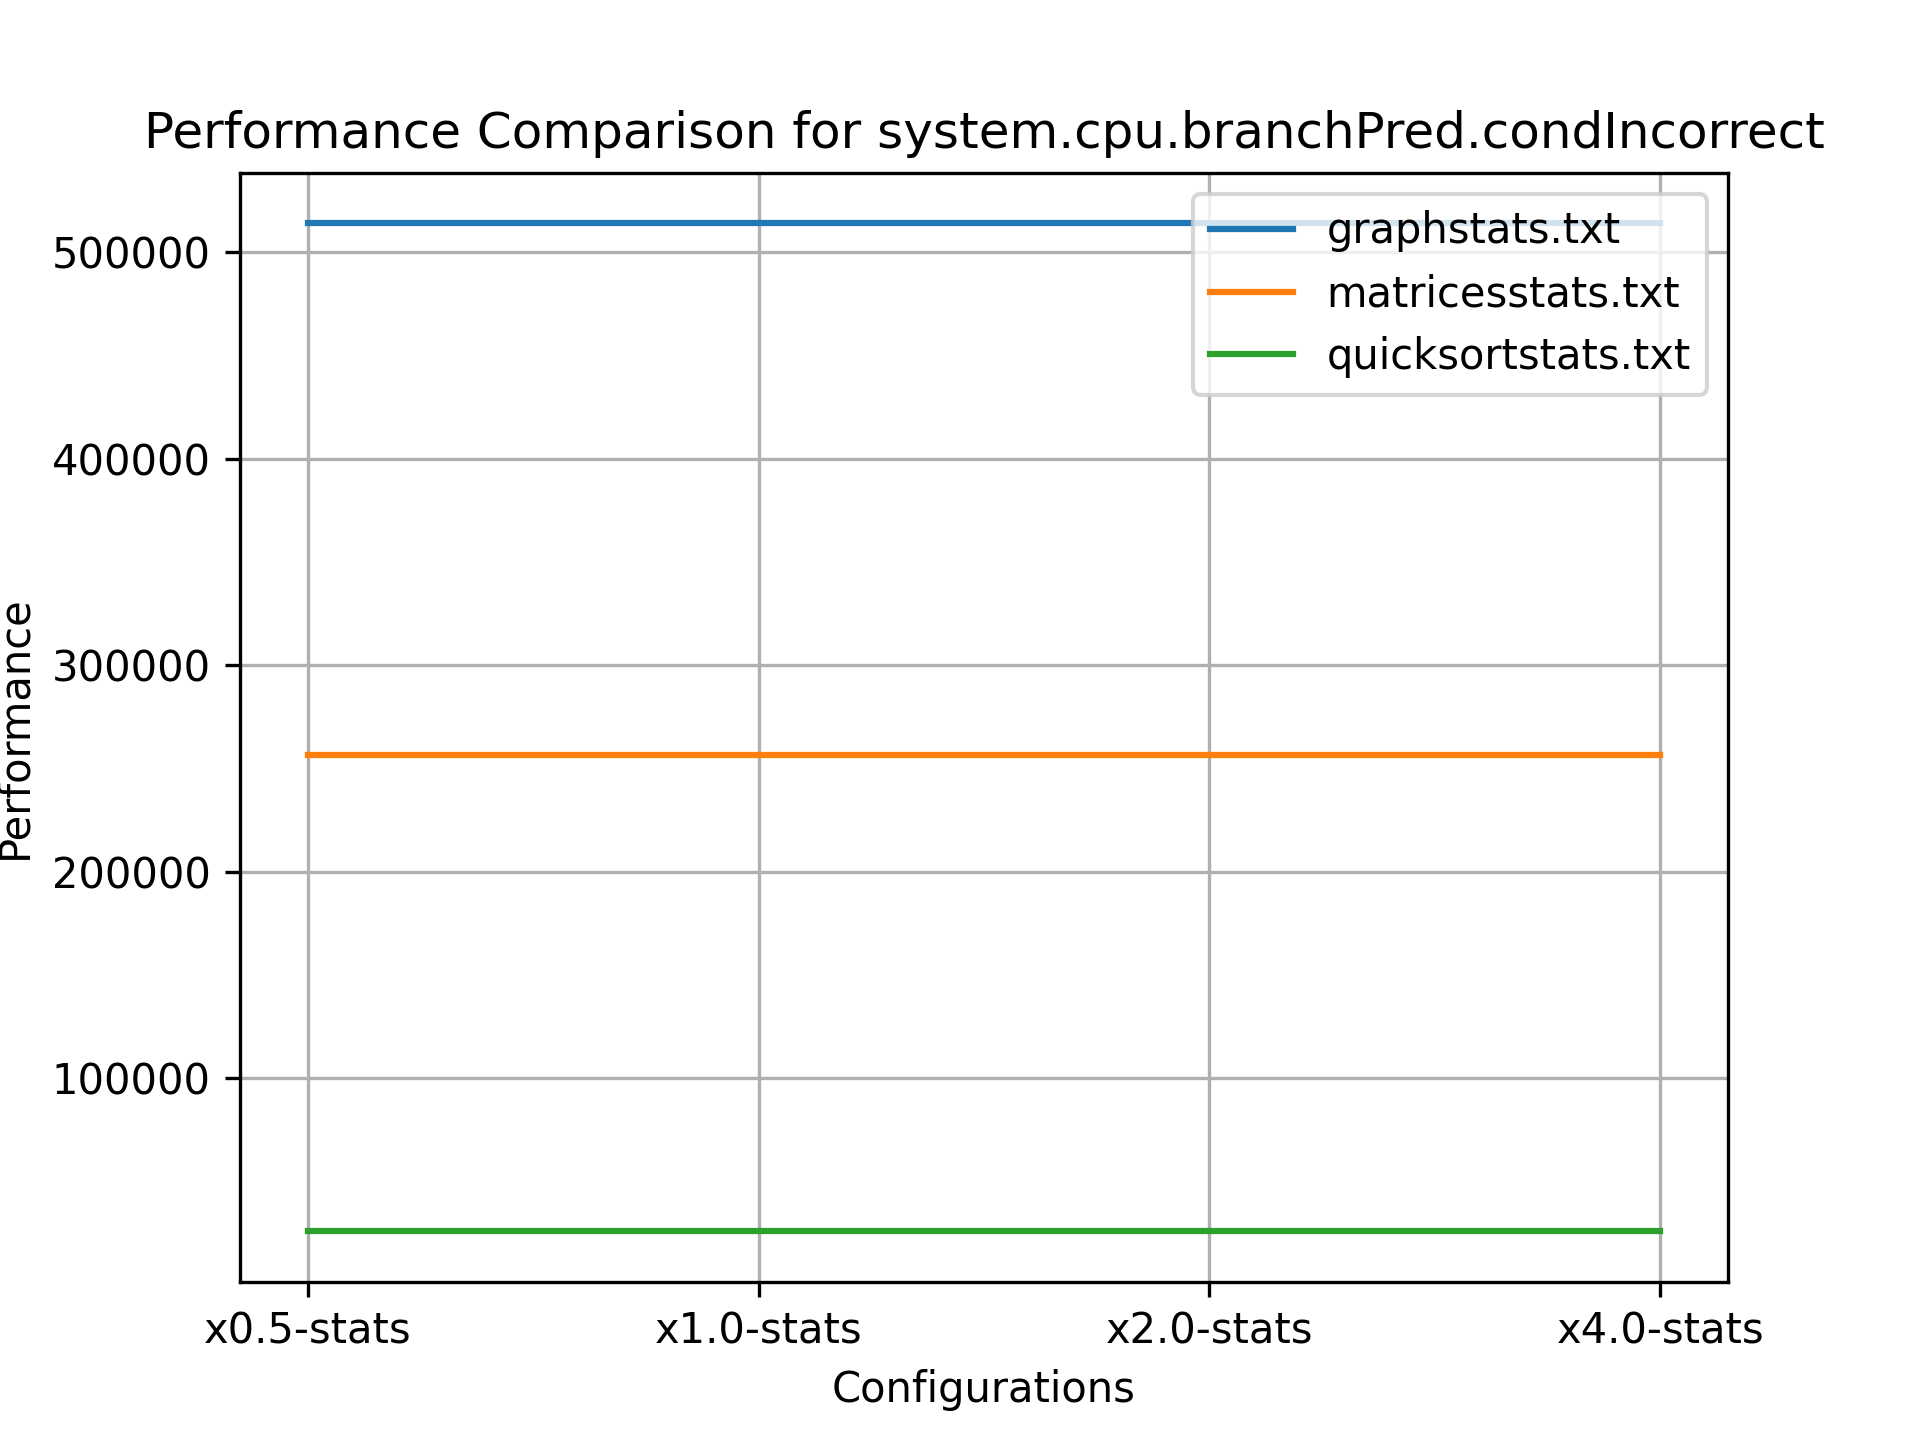 Performance Comparison for system.cpu.branchPred.condIncorrect
graphstats.txt
matricesstats.txt
quicksortstats.txt
500000
400000
300000
200000
100000
Performance
x0.5-stats x1.0-stats x2.0-stats x4.0-stats
Configurations